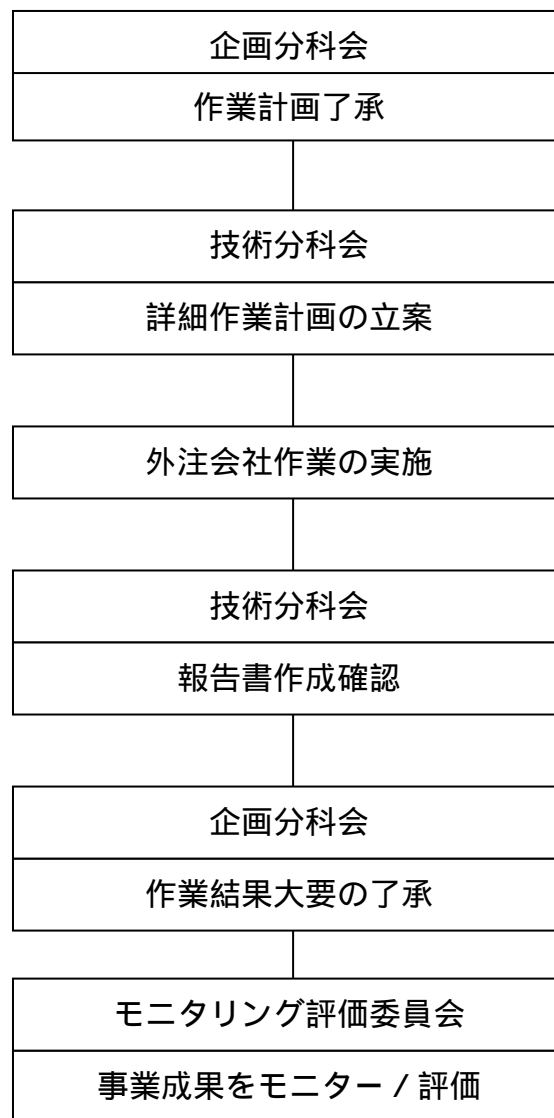 企画分科会
作業計画了承
技術分科会
詳細作業計画の立案
外注会社作業の実施
技術分科会
報告書作成確認
企画分科会
作業結果大要の了承
モニタリング評価委員会
事業成果をモニター / 評価